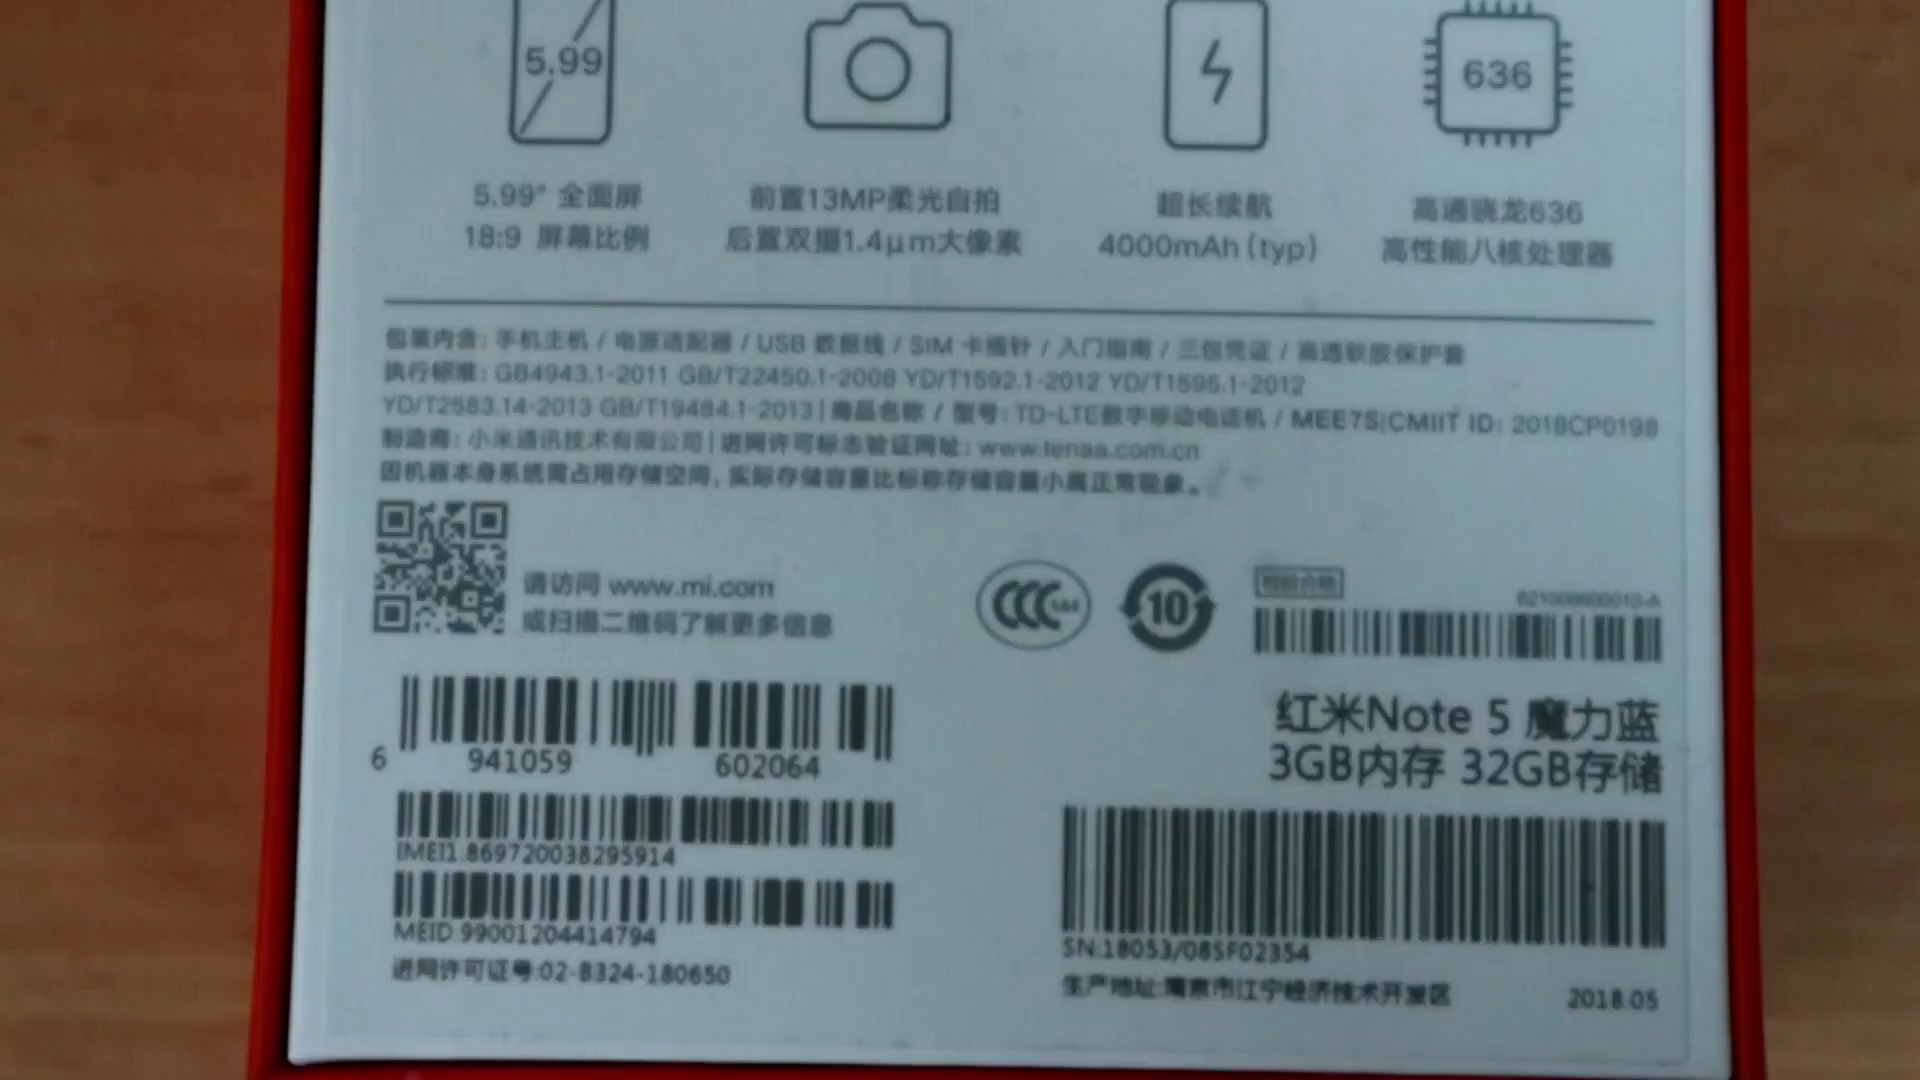 5.99
636
5.99" 全面屏
18:9 屏幕比例
前置13MP柔光自拍
后置双摄1.4μm大像素
超长续航
4000mAh (typ)
高通骁龙636
高性能八核处理器
包装内含: 手机主机 / 电源适配器 / USB 数据线 / SIM 卡插针 / 入门指南 / 三包凭证 / 高透软胶保护套
执行标准: GB4943.1-2011 GB/T22450.1-2008 YD/T1592.1-2012 YD/T1595.1-2012
YD/T2583.14-2013 GB/T19484.1-2013 | 商品名称 / 型号: TD-LTE数字移动电话机 / MEE7S|CMIIT ID: 2018CP0198
制造商: 小米通讯技术有限公司 | 进网许可标志验证网址: www.tenaa.com.cn
因机器本身系统需占用存储空间, 实际存储容量比标称存储容量小属正常现象。
请访问 www.mi.com
或扫描二维码了解更多信息
CCC
10
检验合格
红米Note 5 魔力蓝
3GB内存 32GB存储
6 941059 602064
IMEI1:869720038295914
MEID:99001204414794
进网许可证号:02-B324-180650
SN:18053/08SF02354
生产地址:南京市江宁经济技术开发区
2018.05